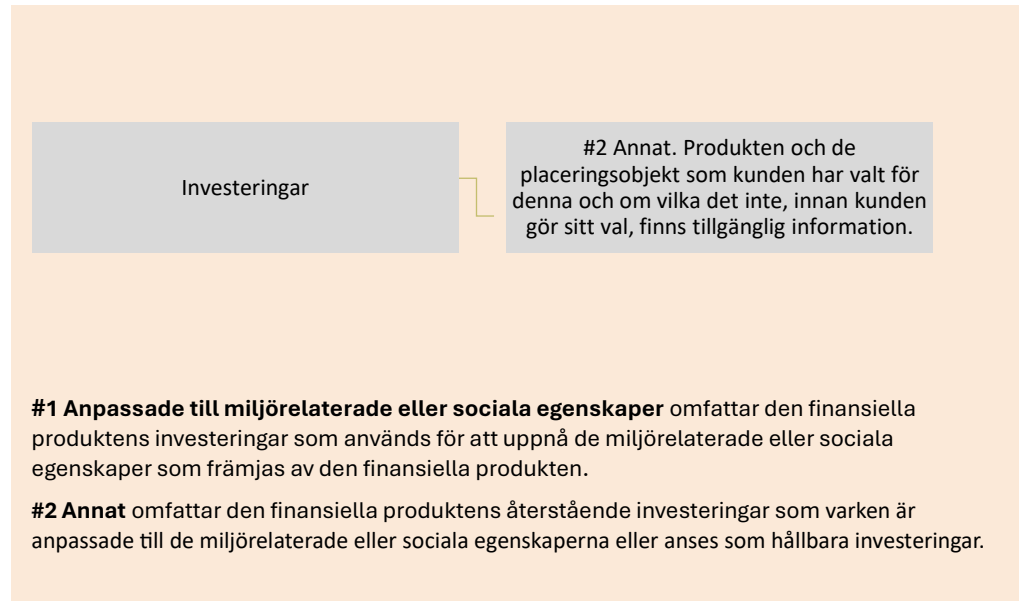 Investeringar
#2 Annat. Produkten och de
placeringsobjekt som kunden har valt för
denna och om vilka det inte, innan kunden
gör sitt val, finns tillgänglig information.
#1 Anpassade till miljörelaterade eller sociala egenskaper omfattar den finansiella
produktens investeringar som används för att uppnå de miljörelaterade eller sociala
egenskaper som främjas av den finansiella produkten.
#2 Annat omfattar den finansiella produktens återstående investeringar som varken är
anpassade till de miljörelaterade eller sociala egenskaperna eller anses som hållbara investeringar.